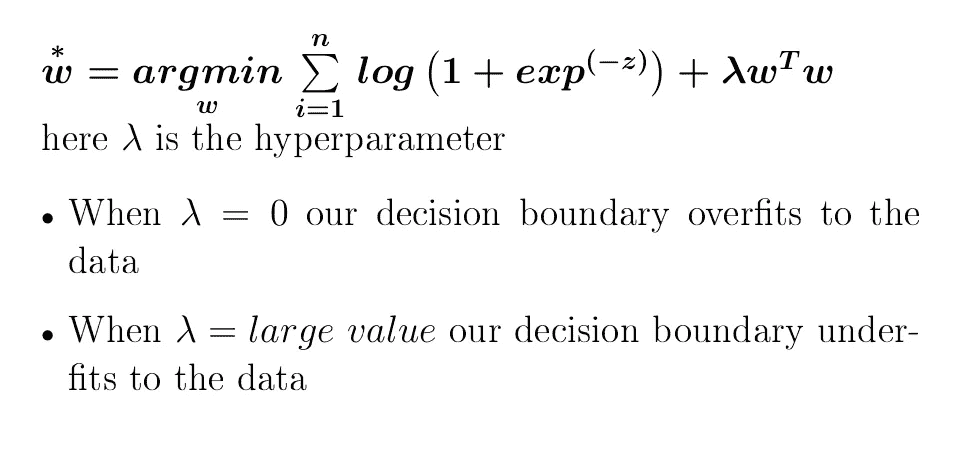 w* = argmin_w \sum_{i=1}^{n} log (1 + exp^{(-z)}) + λw^T w
here λ is the hyperparameter
• When λ = 0 our decision boundary overfits to the
data
• When λ = large value our decision boundary under-
fits to the data